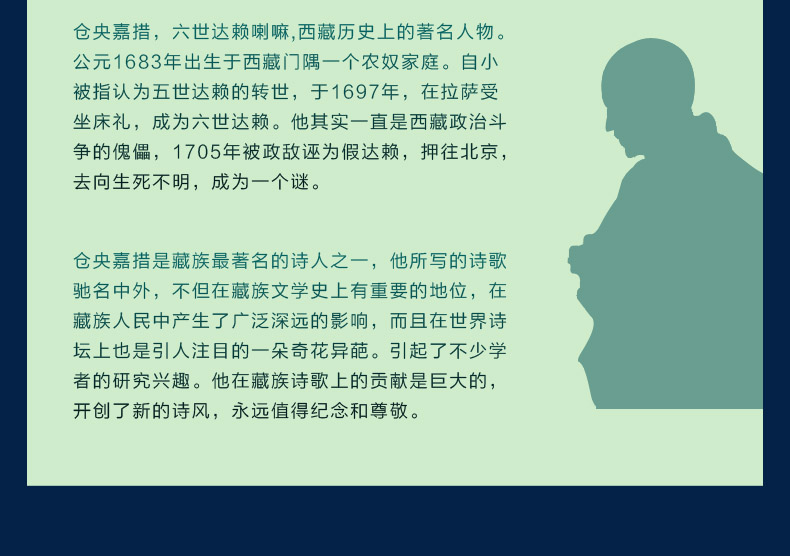 仓央嘉措，六世达赖喇嘛,西藏历史上的著名人物。
公元1683年出生于西藏门隅一个农奴家庭。自小
被指认为五世达赖的转世，于1697年，在拉萨受
坐床礼，成为六世达赖。他其实一直是西藏政治斗
争的傀儡，1705年被政敌诬为假达赖，押往北京，
去向生死不明，成为一个谜。
仓央嘉措是藏族最著名的诗人之一，他所写的诗歌
驰名中外，不但在藏族文学史上有重要的地位，在
藏族人民中产生了广泛深远的影响，而且在世界诗
坛上也是引人注目的一朵奇花异葩。引起了不少学
者的研究兴趣。他在藏族诗歌上的贡献是巨大的，
开创了新的诗风，永远值得纪念和尊敬。